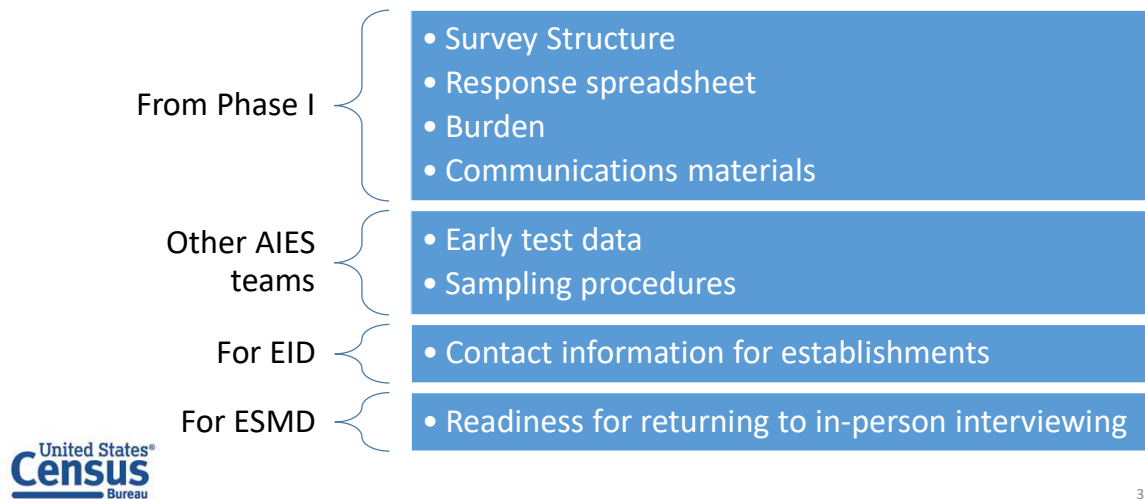 From Phase I
• Survey Structure
• Response spreadsheet
• Burden
• Communications materials
Other AIES
teams
• Early test data
• Sampling procedures
For EID
• Contact information for establishments
For ESMD
• Readiness for returning to in-person interviewing
United States®
Census
Bureau
3